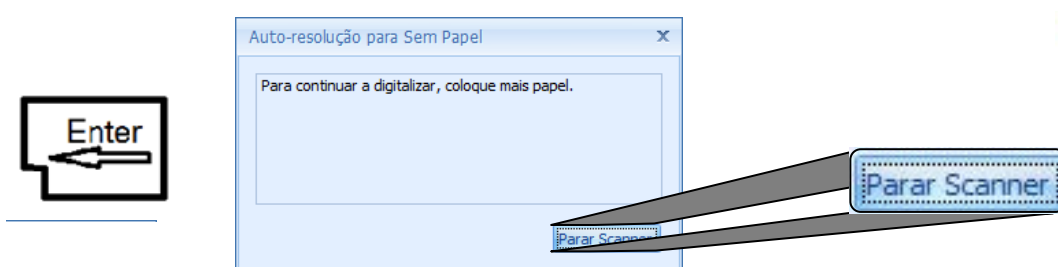 Auto-resolução para Sem Papel x
Para continuar a digitalizar, coloque mais papel.
Enter
Parar Scanner
Parar Scanner